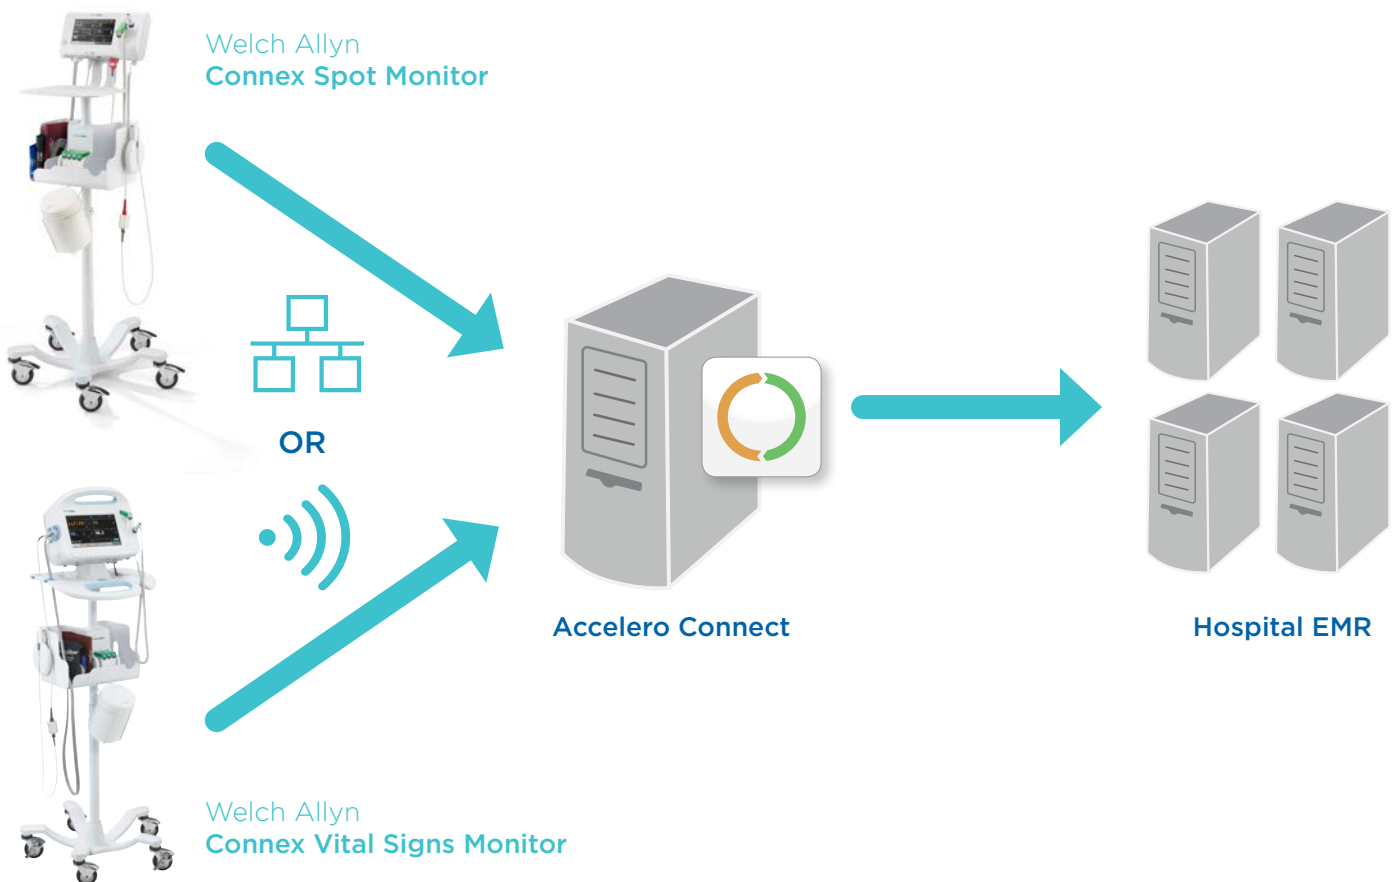 Welch Allyn
Connex Spot Monitor
OR
Accelero Connect
Hospital EMR
Welch Allyn
Connex Vital Signs Monitor